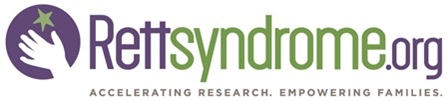 Rettsyndrome.org
ACCELERATING RESEARCH. EMPOWERING FAMILIES.